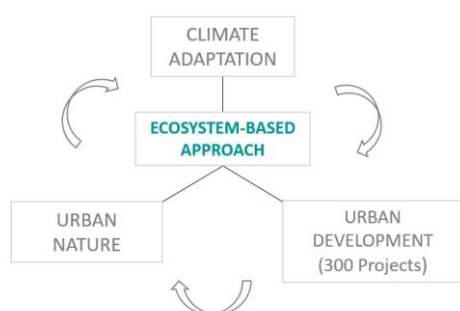 CLIMATE
ADAPTATION
ECOSYSTEM-BASED
APPROACH
URBAN
NATURE
URBAN
DEVELOPMENT
(300 Projects)